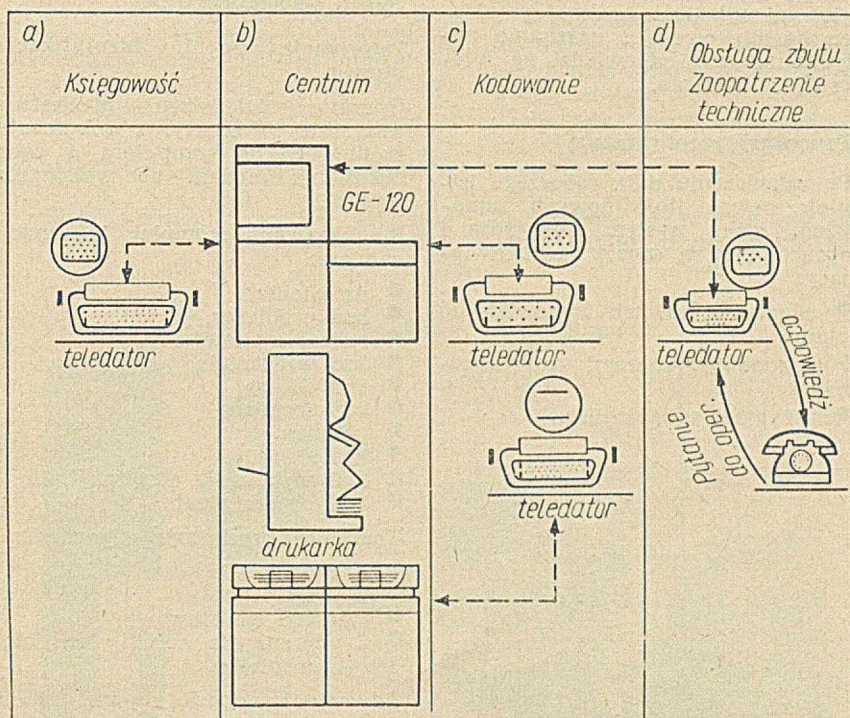 a)
Księgowość
b)
Centrum
c)
Kodowanie
d)
Obsługa zbytu
Zaopatrzenie
techniczne
GE-120
teledator
teledator
teledator
odpowiedź
Pytanie
do oper.
teledator
drukarka